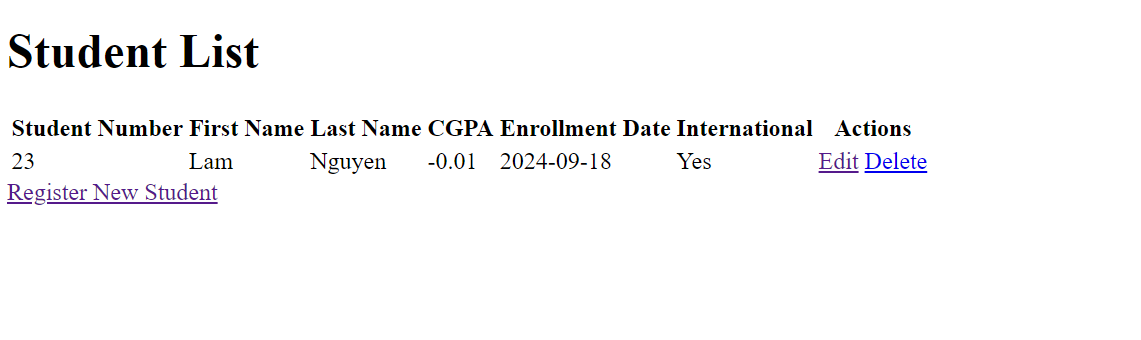 Student List
Student Number First Name Last Name CGPA Enrollment Date International Actions
23 Lam Nguyen -0.01 2024-09-18 Yes Edit Delete
Register New Student